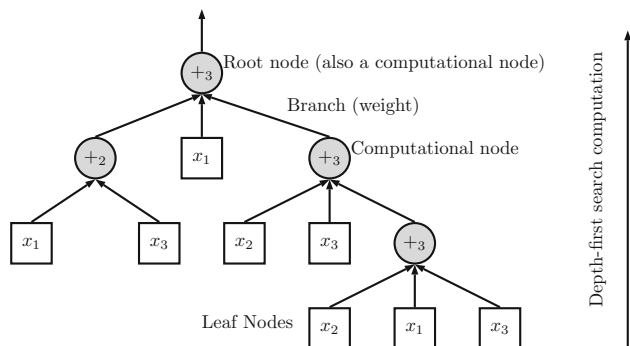 +₃ Root node (also a computational node)
Branch (weight)
+₂ x₁ +₃ Computational node
x₁ x₃ x₂ x₃ +₃
Leaf Nodes x₂ x₁ x₃
Depth-first search computation